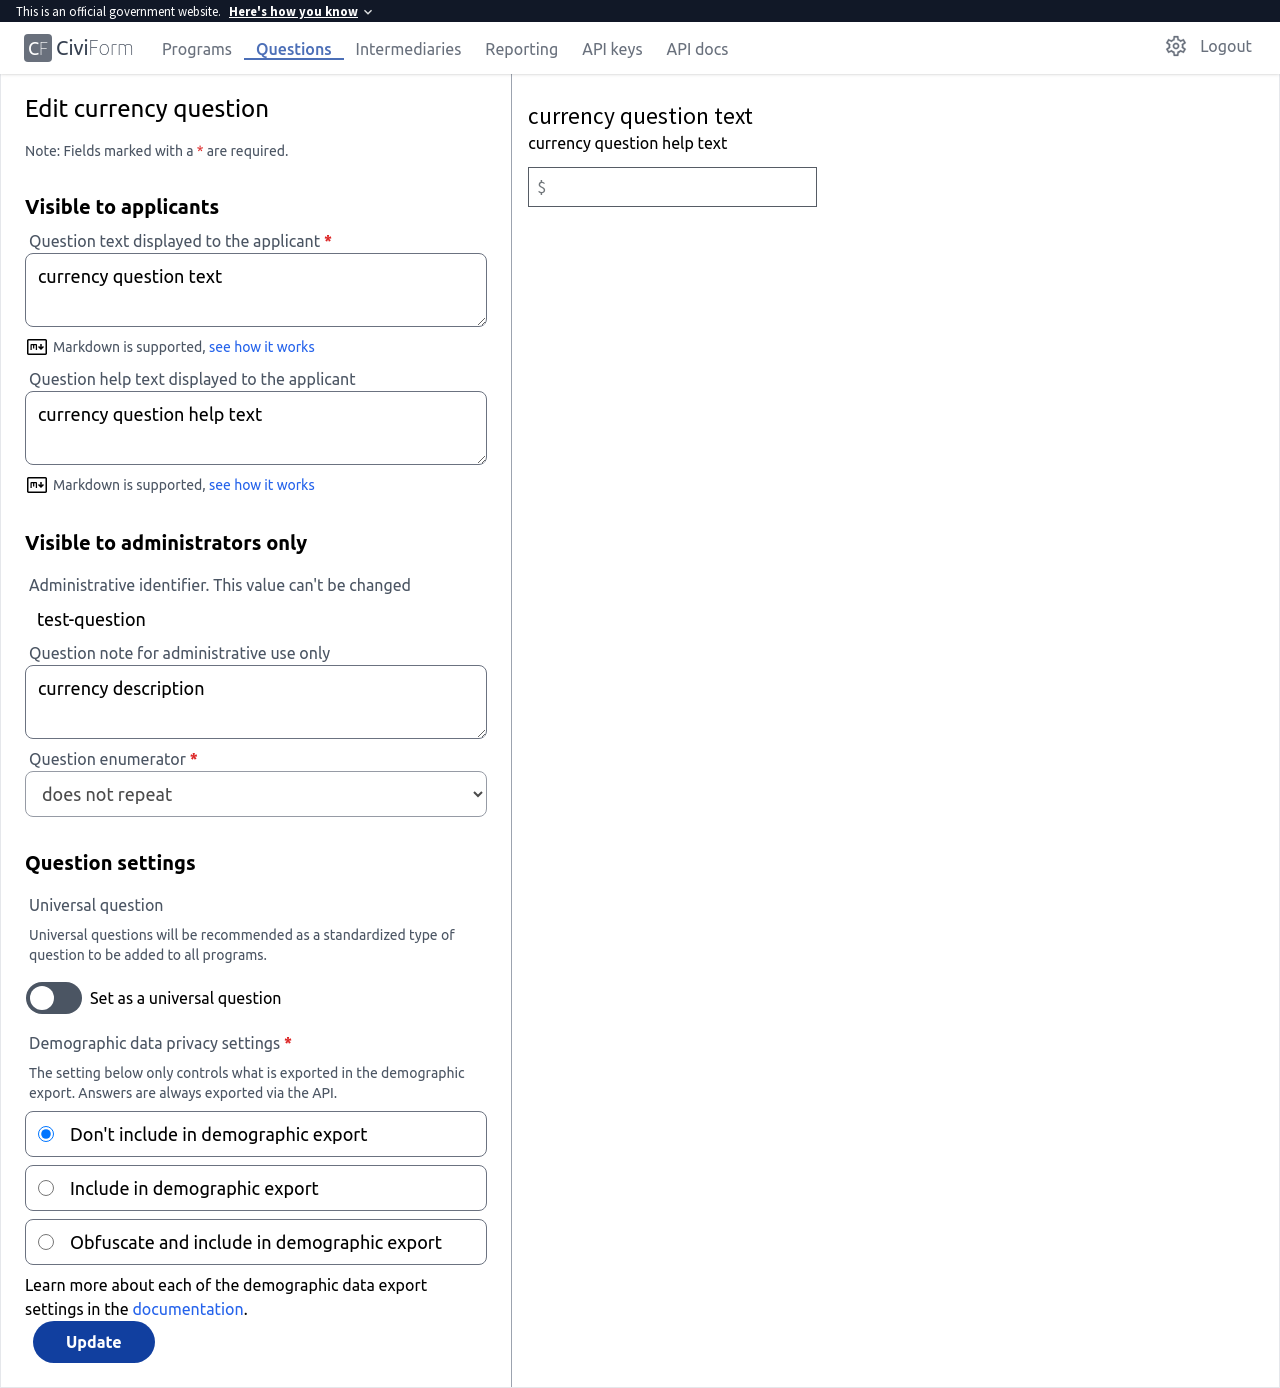 This is an official government website. Here's how you know
CF CiviForm Programs Questions Intermediaries Reporting API keys API docs Logout
Edit currency question
Note: Fields marked with a * are required.
Visible to applicants
Question text displayed to the applicant *
currency question text
Markdown is supported, see how it works
Question help text displayed to the applicant
currency question help text
Markdown is supported, see how it works
Visible to administrators only
Administrative identifier. This value can't be changed
test-question
Question note for administrative use only
currency description
Question enumerator *
does not repeat
Question settings
Universal question
Universal questions will be recommended as a standardized type of
question to be added to all programs.
Set as a universal question
Demographic data privacy settings *
The setting below only controls what is exported in the demographic
export. Answers are always exported via the API.
Don't include in demographic export
Include in demographic export
Obfuscate and include in demographic export
Learn more about each of the demographic data export
settings in the documentation.
Update
currency question text
currency question help text
$